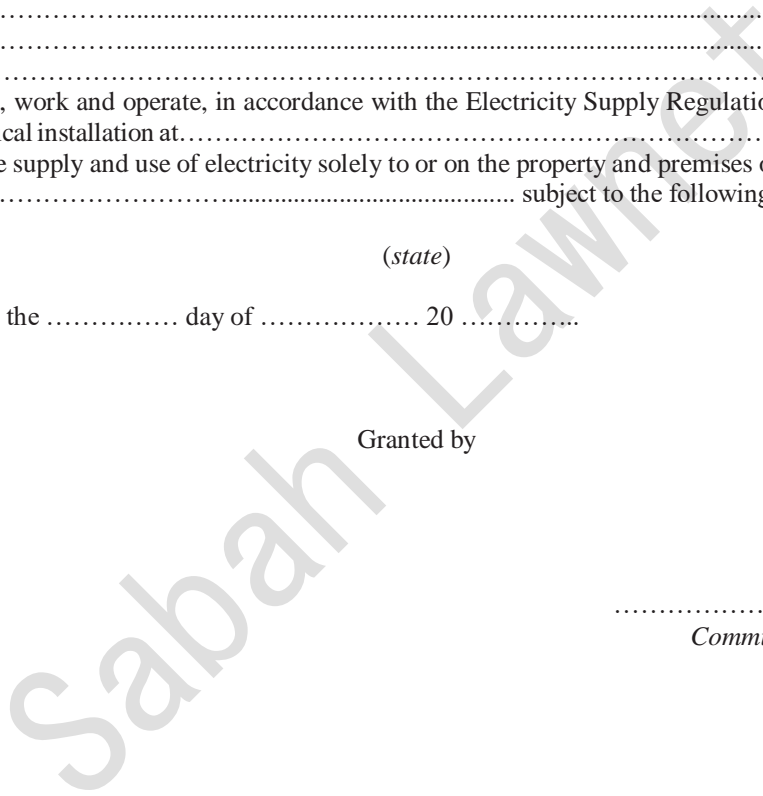 ……………..............................................................................................
……………..............................................................................................
…………………………………………………………………………
, work and operate, in accordance with the Electricity Supply Regulatio
cal installation at…………………………………………………………
e supply and use of electricity solely to or on the property and premises o
………………………............................................. subject to the following
(state)
the …………… day of ……………… 20 …………..
Granted by
………………
Commi
Sabah Lawnet